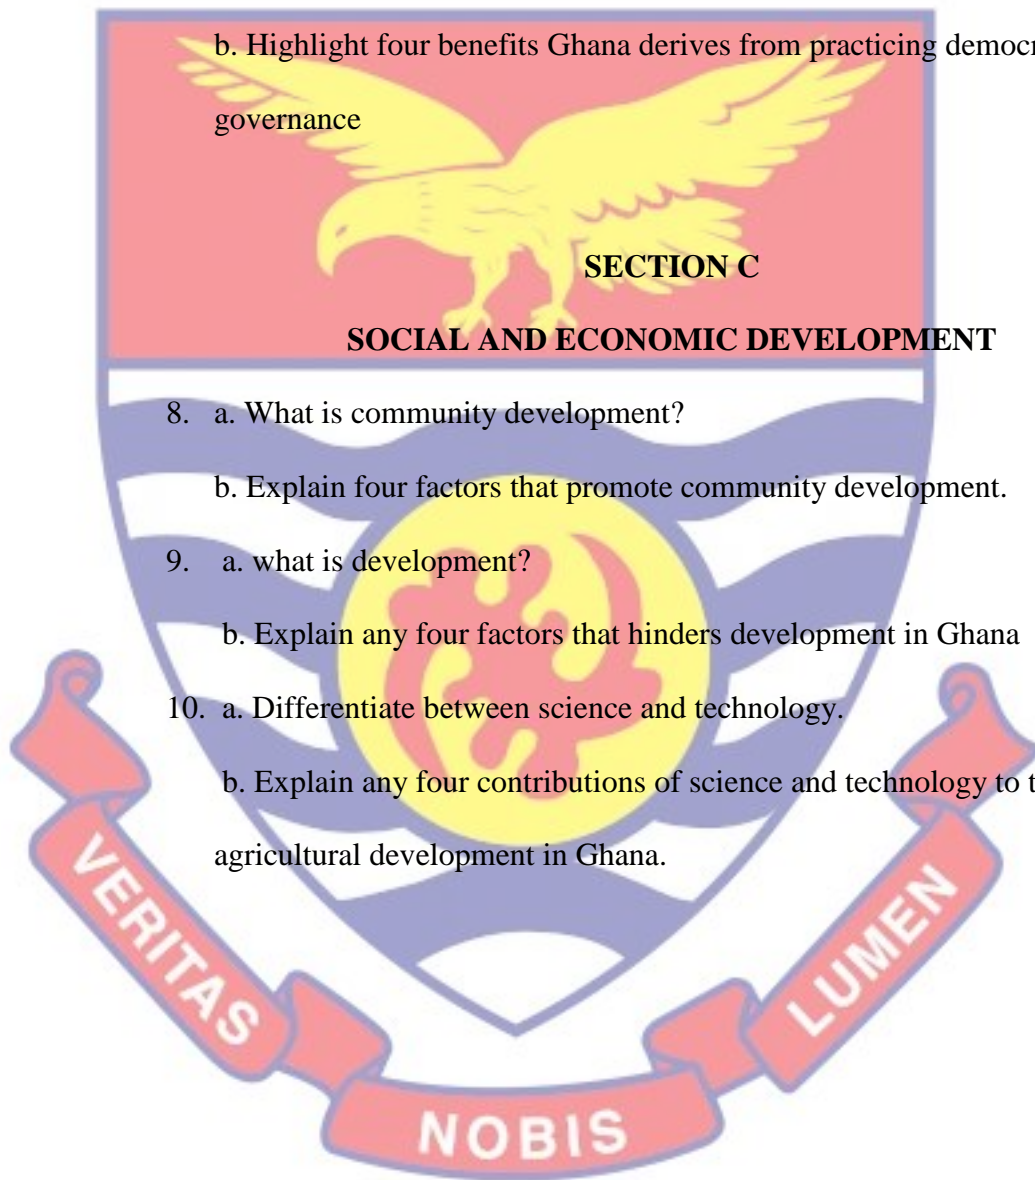 b. Highlight four benefits Ghana derives from practicing
governance
SECTION C
SOCIAL AND ECONOMIC DEVELOPMENT
8. a. What is community development?
b. Explain four factors that promote community development.
9. a. what is development?
b. Explain any four factors that hinders development in Ghana
10. a. Differentiate between science and technology.
b. Explain any four contributions of science and technology to
agricultural development in Ghana.
VERITAS
NOBIS
LUMEN